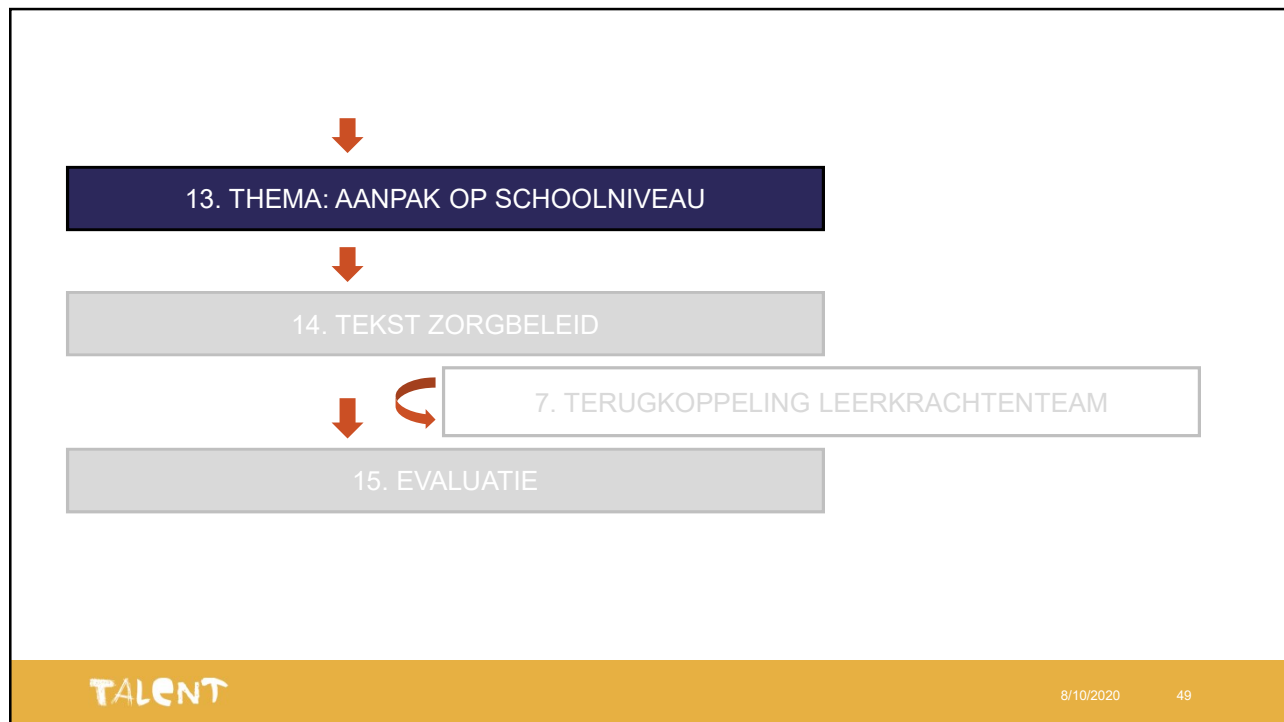 13. THEMA: AANPAK OP SCHOOLNIVEAU
14. TEKST ZORGBELEID
7. TERUGKOPPELING LEERKRACHTENTEAM
15. EVALUATIE
TALENT
8/10/2020
49